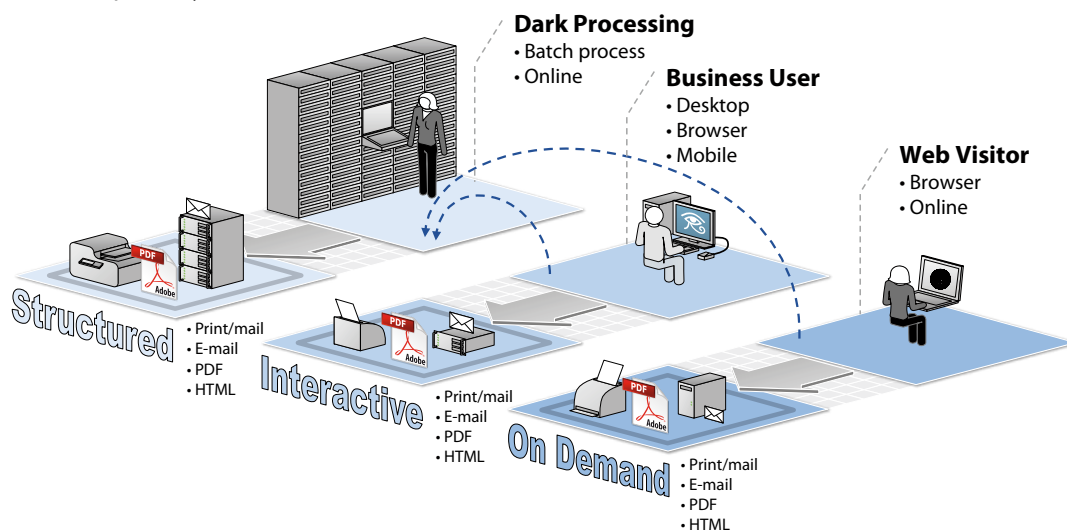 Dark Processing
• Batch process
• Online
Business User
• Desktop
• Browser
• Mobile
Web Visitor
• Browser
• Online
PDF
Adobe
Structured
• Print/mail
• E-mail
• PDF
• HTML
PDF
Adobe
Interactive
• Print/mail
• E-mail
• PDF
• HTML
PDF
Adobe
On Demand
• Print/mail
• E-mail
• PDF
• HTML